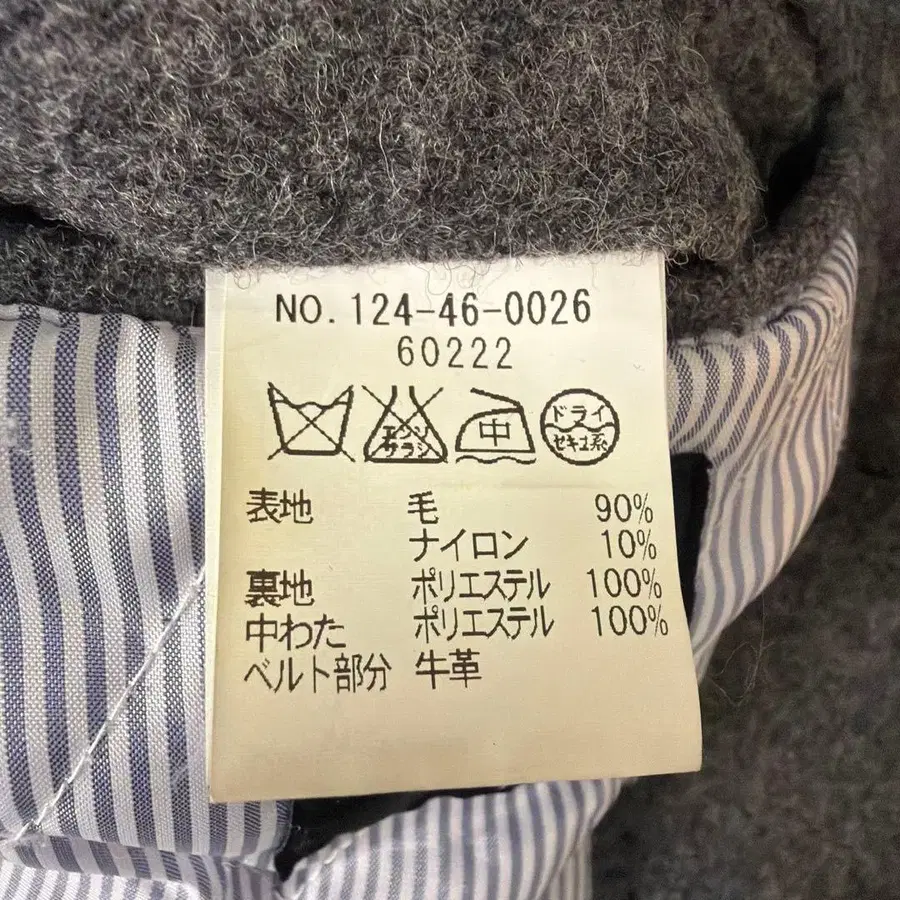 NO. 124-46-0026
60222
エンソ
サラシ
中
ドライ
セキユ系
表地 毛 90%
ナイロン 10%
裏地 ポリエステル 100%
中わた ポリエステル 100%
ベルト部分 牛革